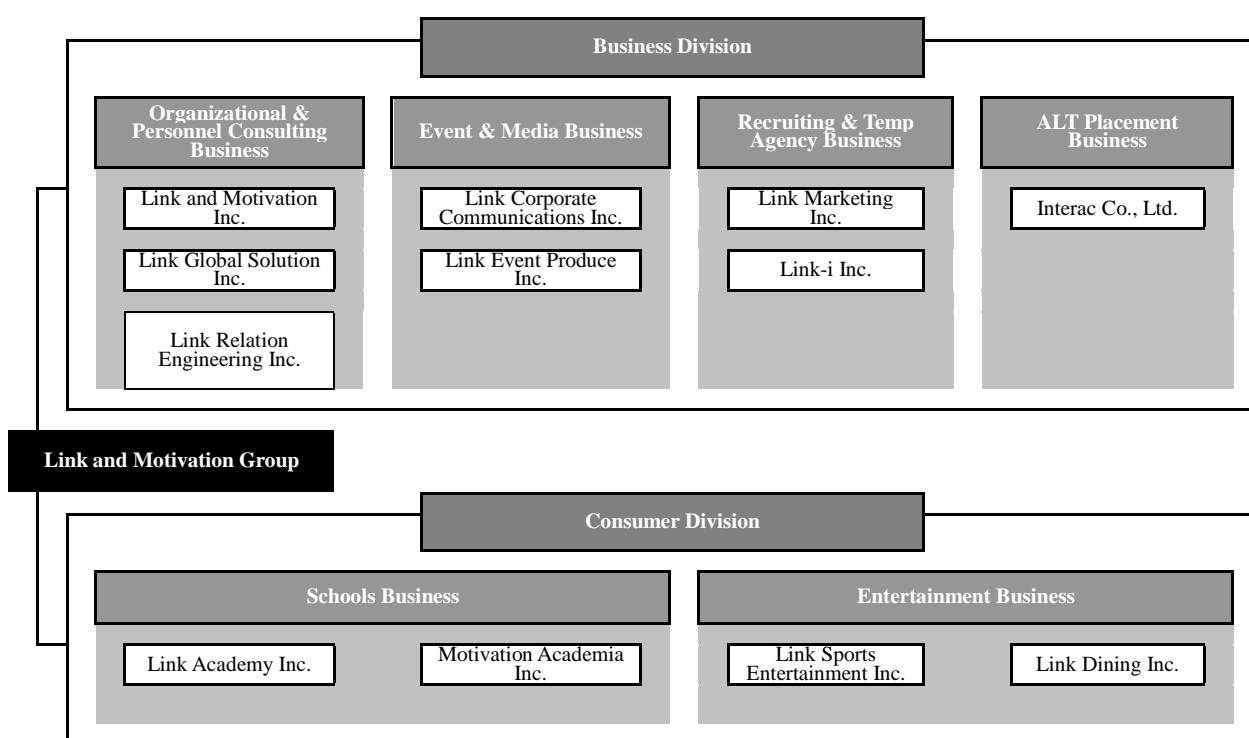 Business Division
Organizational &
Personnel Consulting
Business
Event & Media Business
Recruiting & Temp
Agency Business
ALT Placement
Business
Link and Motivation
Inc.
Link Corporate
Communications Inc.
Link Marketing
Inc.
Interac Co., Ltd.
Link Global Solution
Inc.
Link Event Produce
Inc.
Link-i Inc.
Link Relation
Engineering Inc.
Link and Motivation Group
Consumer Division
Schools Business
Entertainment Business
Link Academy Inc.
Motivation Academia
Inc.
Link Sports
Entertainment Inc.
Link Dining Inc.